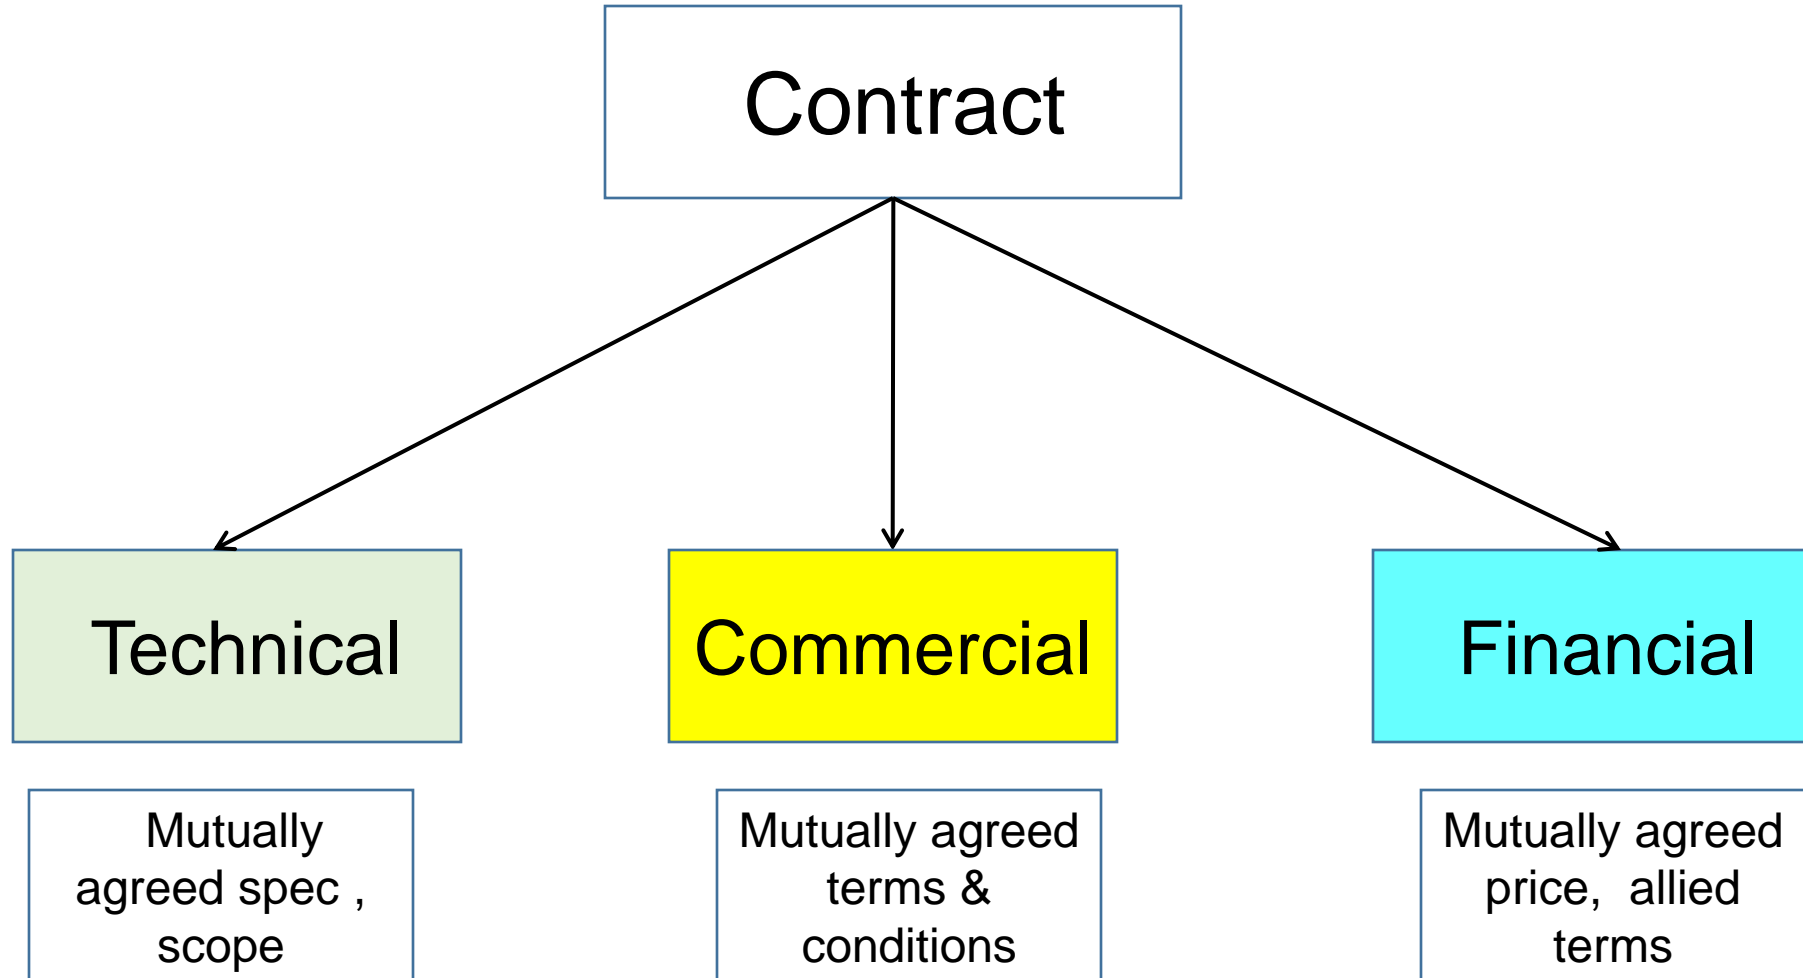 Contract
Technical
Commercial
Financial
Mutually
agreed spec ,
scope
Mutually agreed
terms &
conditions
Mutually agreed
price, allied
terms